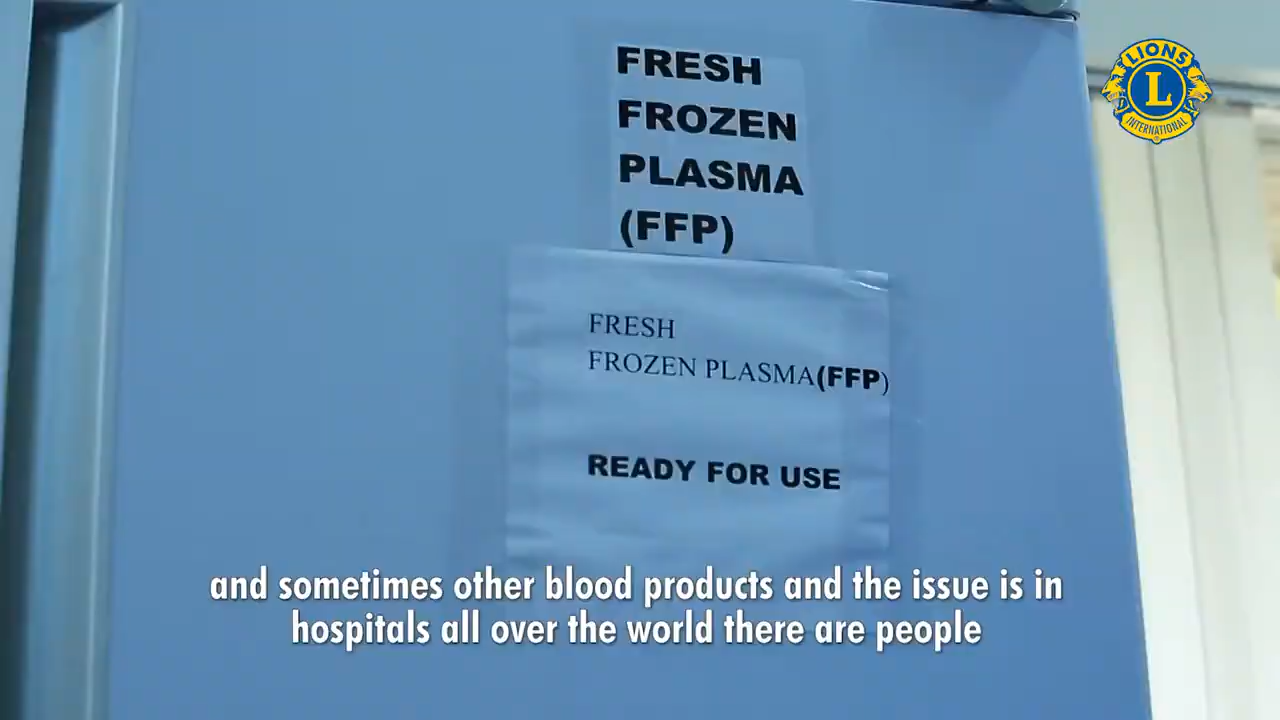 FRESH
FROZEN
PLASMA
(FFP)
FRESH
FROZEN PLASMA(FFP)
READY FOR USE
LIONS
L
INTERNATIONAL
and sometimes other blood products and the issue is in
hospitals all over the world there are people